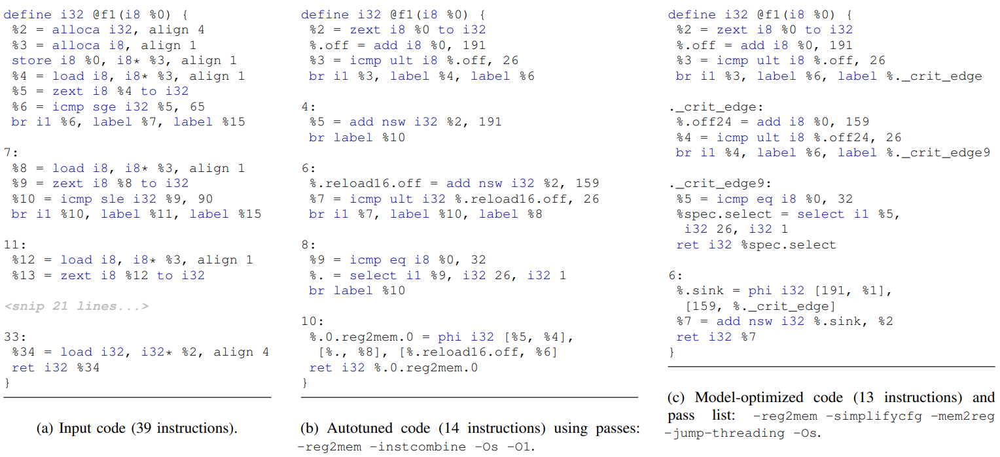 define i32 @f1(i8 %0) {
%2 = alloca i32, align 4
%3 = alloca i8, align 1
store i8 %0, i8* %3, align 1
%4 = load i8, i8* %3, align 1
%5 = zext i8 %4 to i32
%6 = icmp sge i32 %5, 65
br i1 %6, label %7, label %15
7:
%8 = load i8, i8* %3, align 1
%9 = zext i8 %8 to i32
%10 = icmp sle i32 %9, 90
br i1 %10, label %11, label %15
11:
%12 = load i8, i8* %3, align 1
%13 = zext i8 %12 to i32
<snip 21 lines...>
33:
%34 = load i32, i32* %2, align 4
ret i32 %34
}
(a) Input code (39 instructions).
define i32 @f1(i8 %0) {
%2 = zext i8 %0 to i32
%.off = add i8 %0, 191
%3 = icmp ult i8 %.off, 26
br i1 %3, label %4, label %6
4:
%5 = add nsw i32 %2, 191
br label %10
6:
%.reload16.off = add nsw i32 %2, 159
%7 = icmp ult i32 %.reload16.off, 26
br i1 %7, label %10, label %8
8:
%9 = icmp eq i8 %0, 32
%. = select i1 %9, i32 26, i32 1
br label %10
10:
%.0.reg2mem.0 = phi i32 [%5, %4],
[%., %8], [%.reload16.off, %6]
ret i32 %.0.reg2mem.0
}
(b) Autotuned code (14 instructions) using passes:
-reg2mem -instcombine -Os -O1.
define i32 @f1(i8 %0) {
%2 = zext i8 %0 to i32
%.off = add i8 %0, 191
%3 = icmp ult i8 %.off, 26
br i1 %3, label %6, label %._crit_edge
._crit_edge:
%.off24 = add i8 %0, 159
%4 = icmp ult i8 %.off24, 26
br i1 %4, label %6, label %._crit_edge9
._crit_edge9:
%5 = icmp eq i8 %0, 32
%spec.select = select i1 %5,
i32 26, i32 1
ret i32 %spec.select
6:
%.sink = phi i32 [191, %1],
[159, %._crit_edge]
%7 = add nsw i32 %.sink, %2
ret i32 %7
}
(c) Model-optimized code (13 instructions) and
pass list: -reg2mem -simplifycfg -mem2reg
-jump-threading -Os.